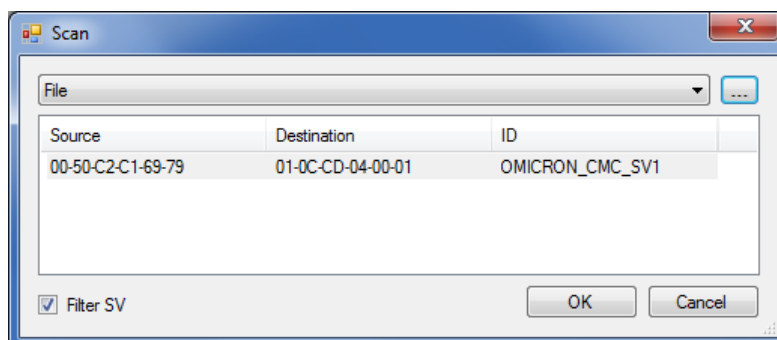 Scan
File
...
Source Destination ID
00-50-C2-C1-69-79 01-0C-CD-04-00-01 OMICRON_CMC_SV1
Filter SV OK Cancel